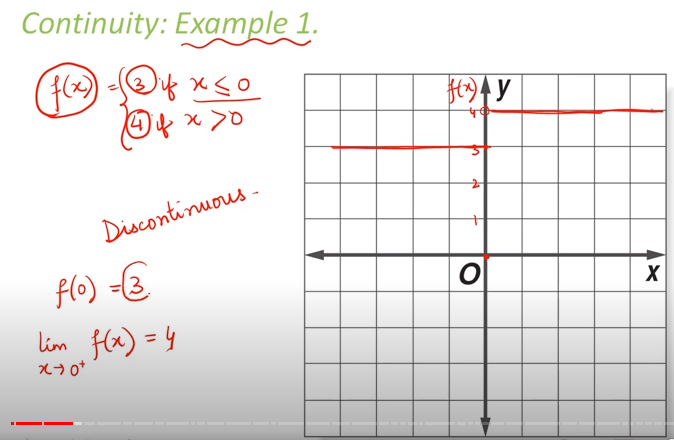 Continuity: Example 1.
f(x) = { 3 if x ≤ 0
4 if x > 0
Discontinuous -
f(0) = 3.
lim f(x) = 4
x → 0⁺
f(x) y
4
3
2
1
O x